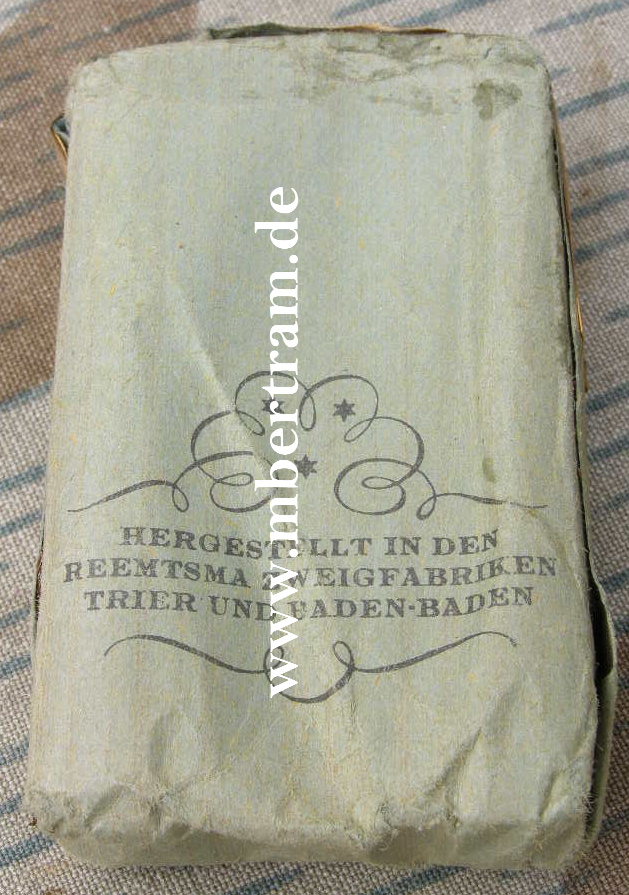 HERGESTELLT IN DEN
REEMTSMA ZWEIGFABRIKEN
TRIER UND BADEN-BADEN
www.mbertram.de